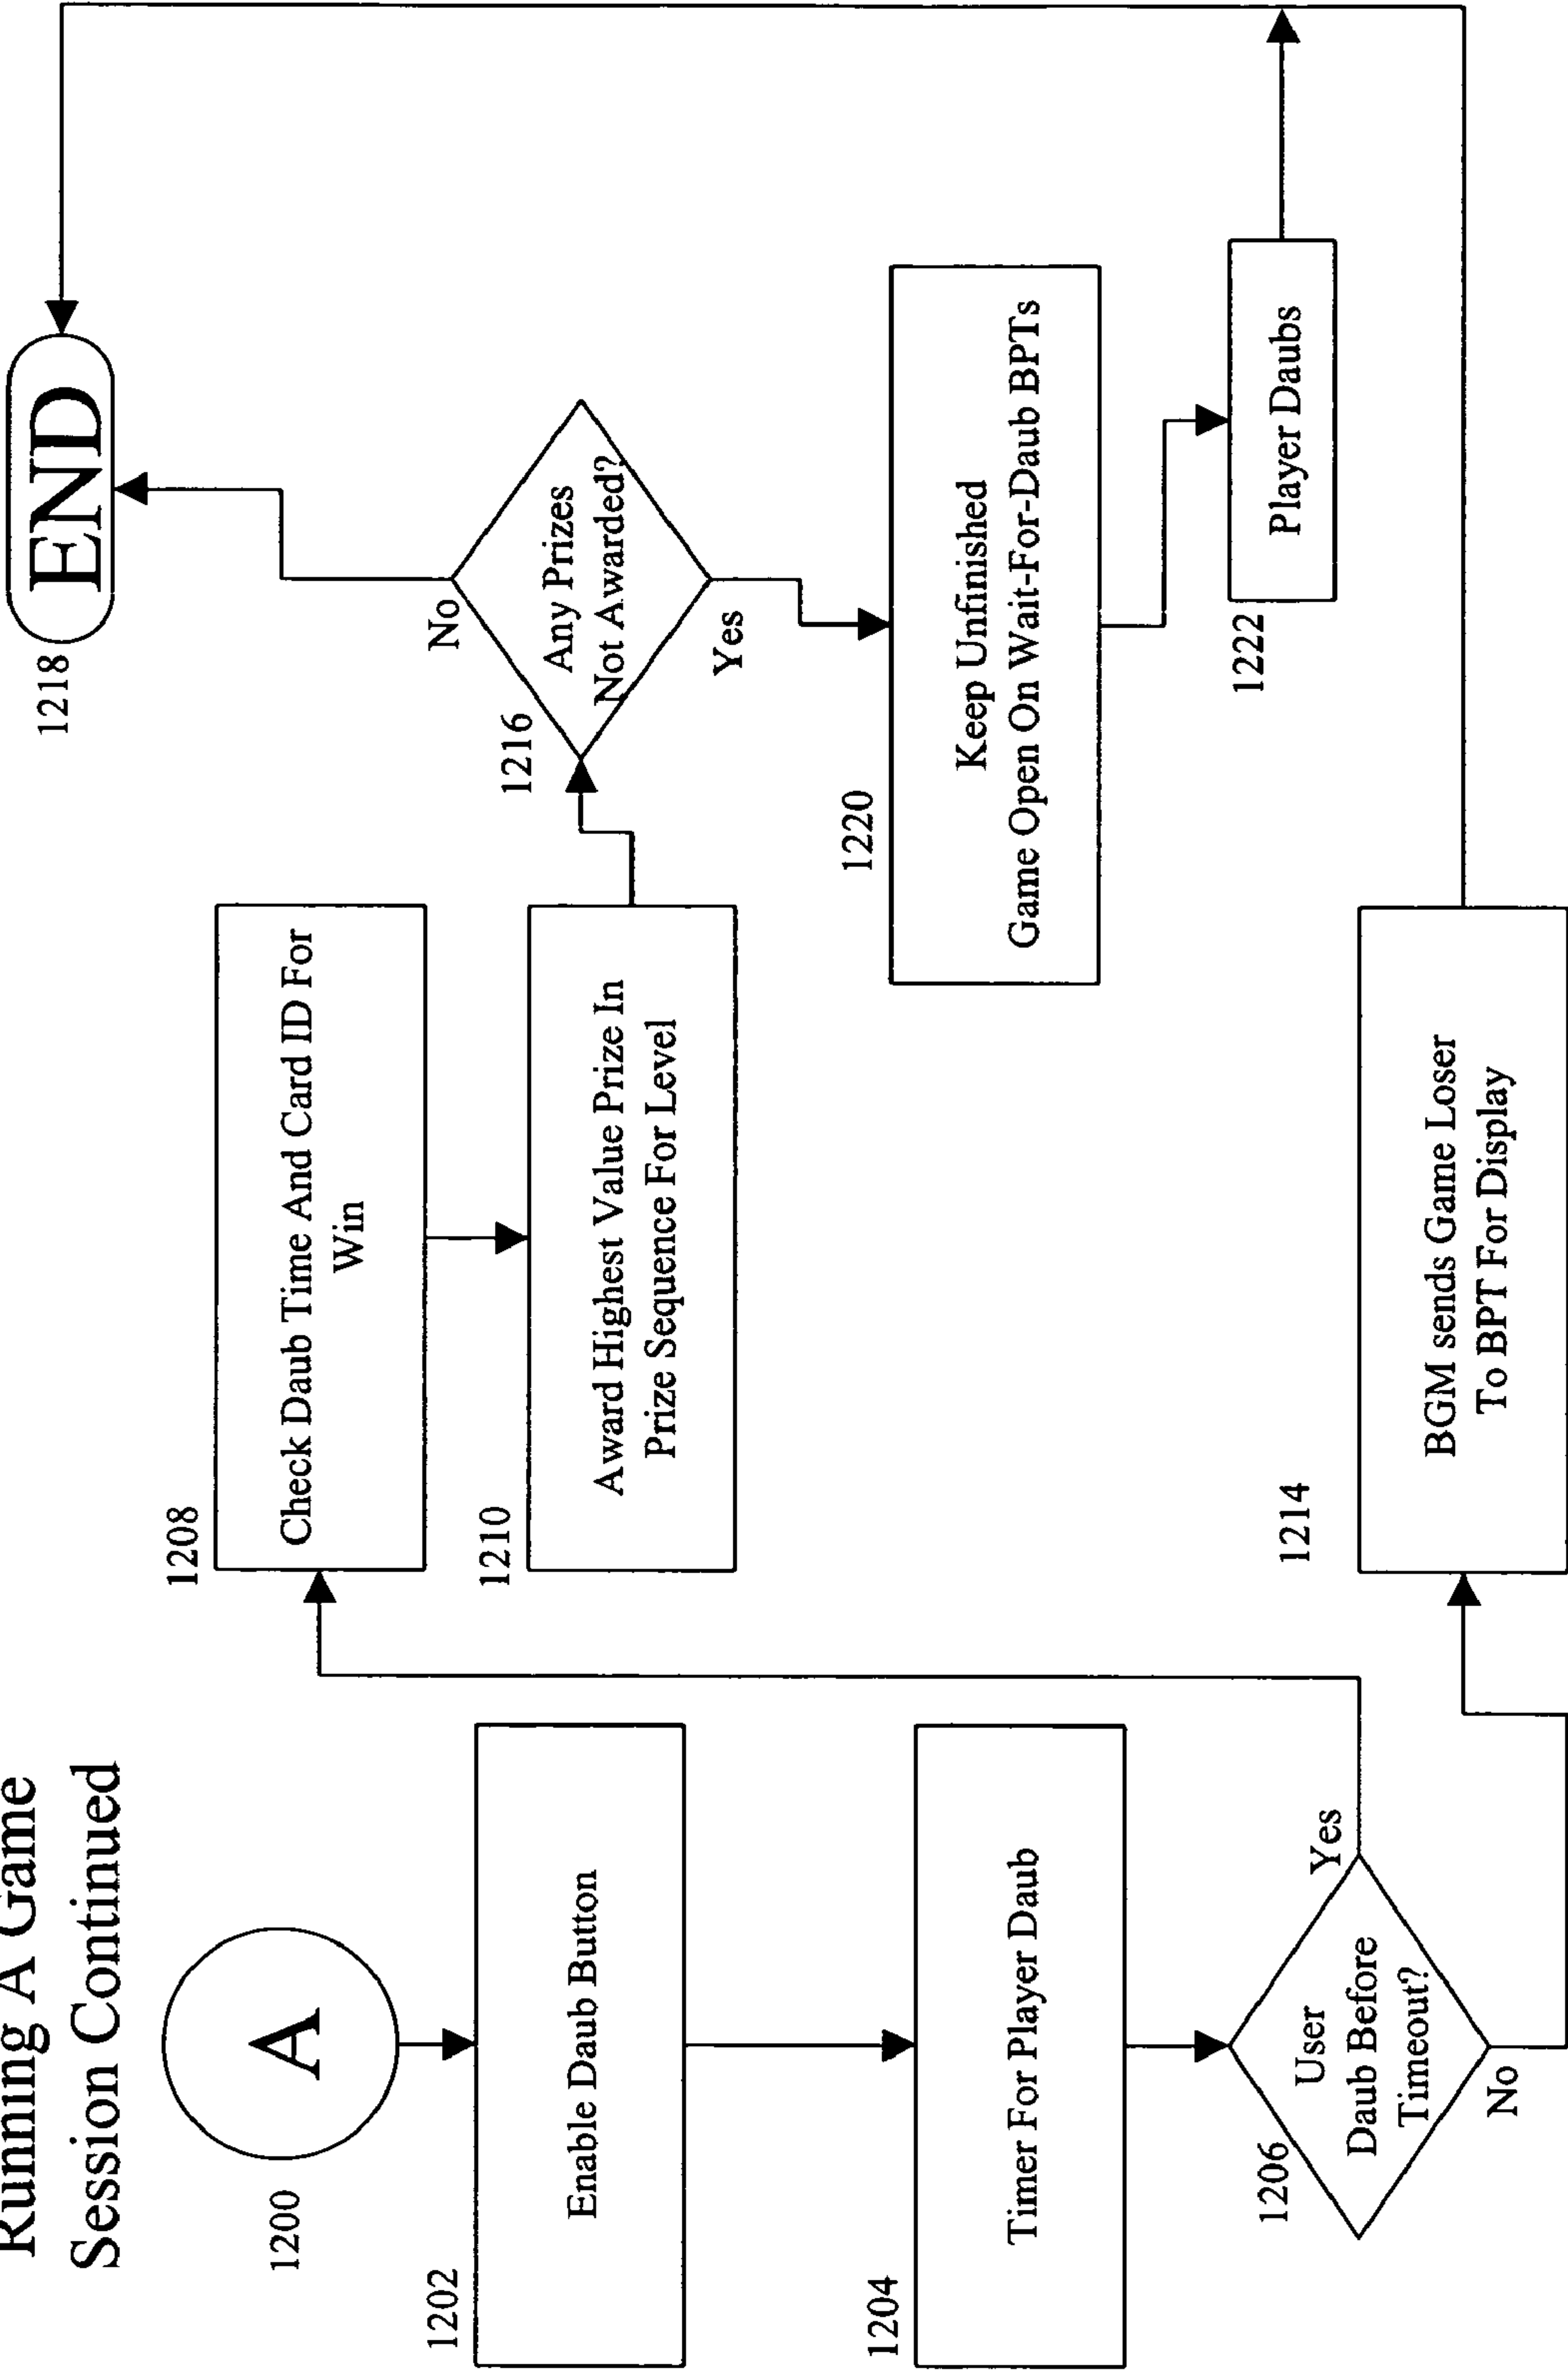 Running A Game
Session Continued
1200
A
1202
Enable Daub Button
1204
Timer For Player Daub
1206
User
Daub Before
Timeout?
Yes
No
1208
Check Daub Time And Card ID For
Win
1210
Award Highest Value Prize In
Prize Sequence For Level
1214
BGM sends Game Loser
To BPT For Display
1216
Any Prizes
Not Awarded?
No
Yes
1218
END
1220
Keep Unfinished
Game Open On Wait-For-Daub BPTs
1222
Player Daubs